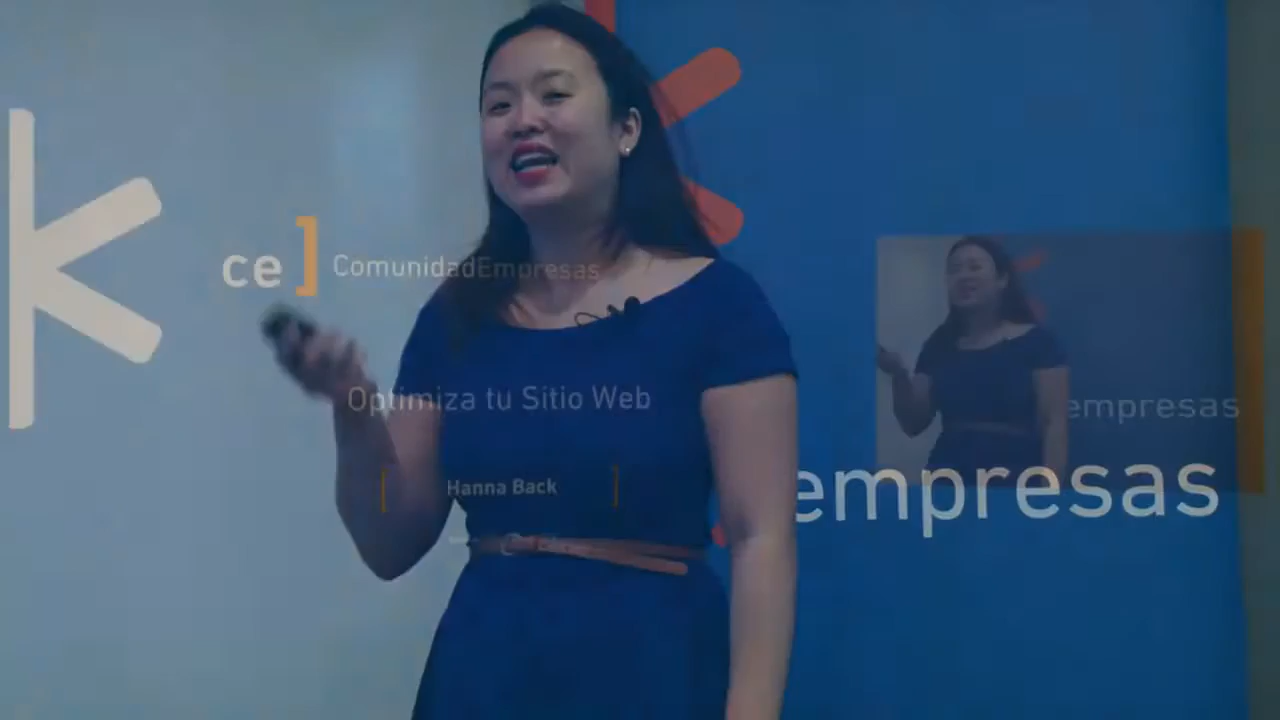 k
ce] ComunidadEmpresas
Optimiza tu Sitio Web
[ Hanna Back ]
empresas
empresas